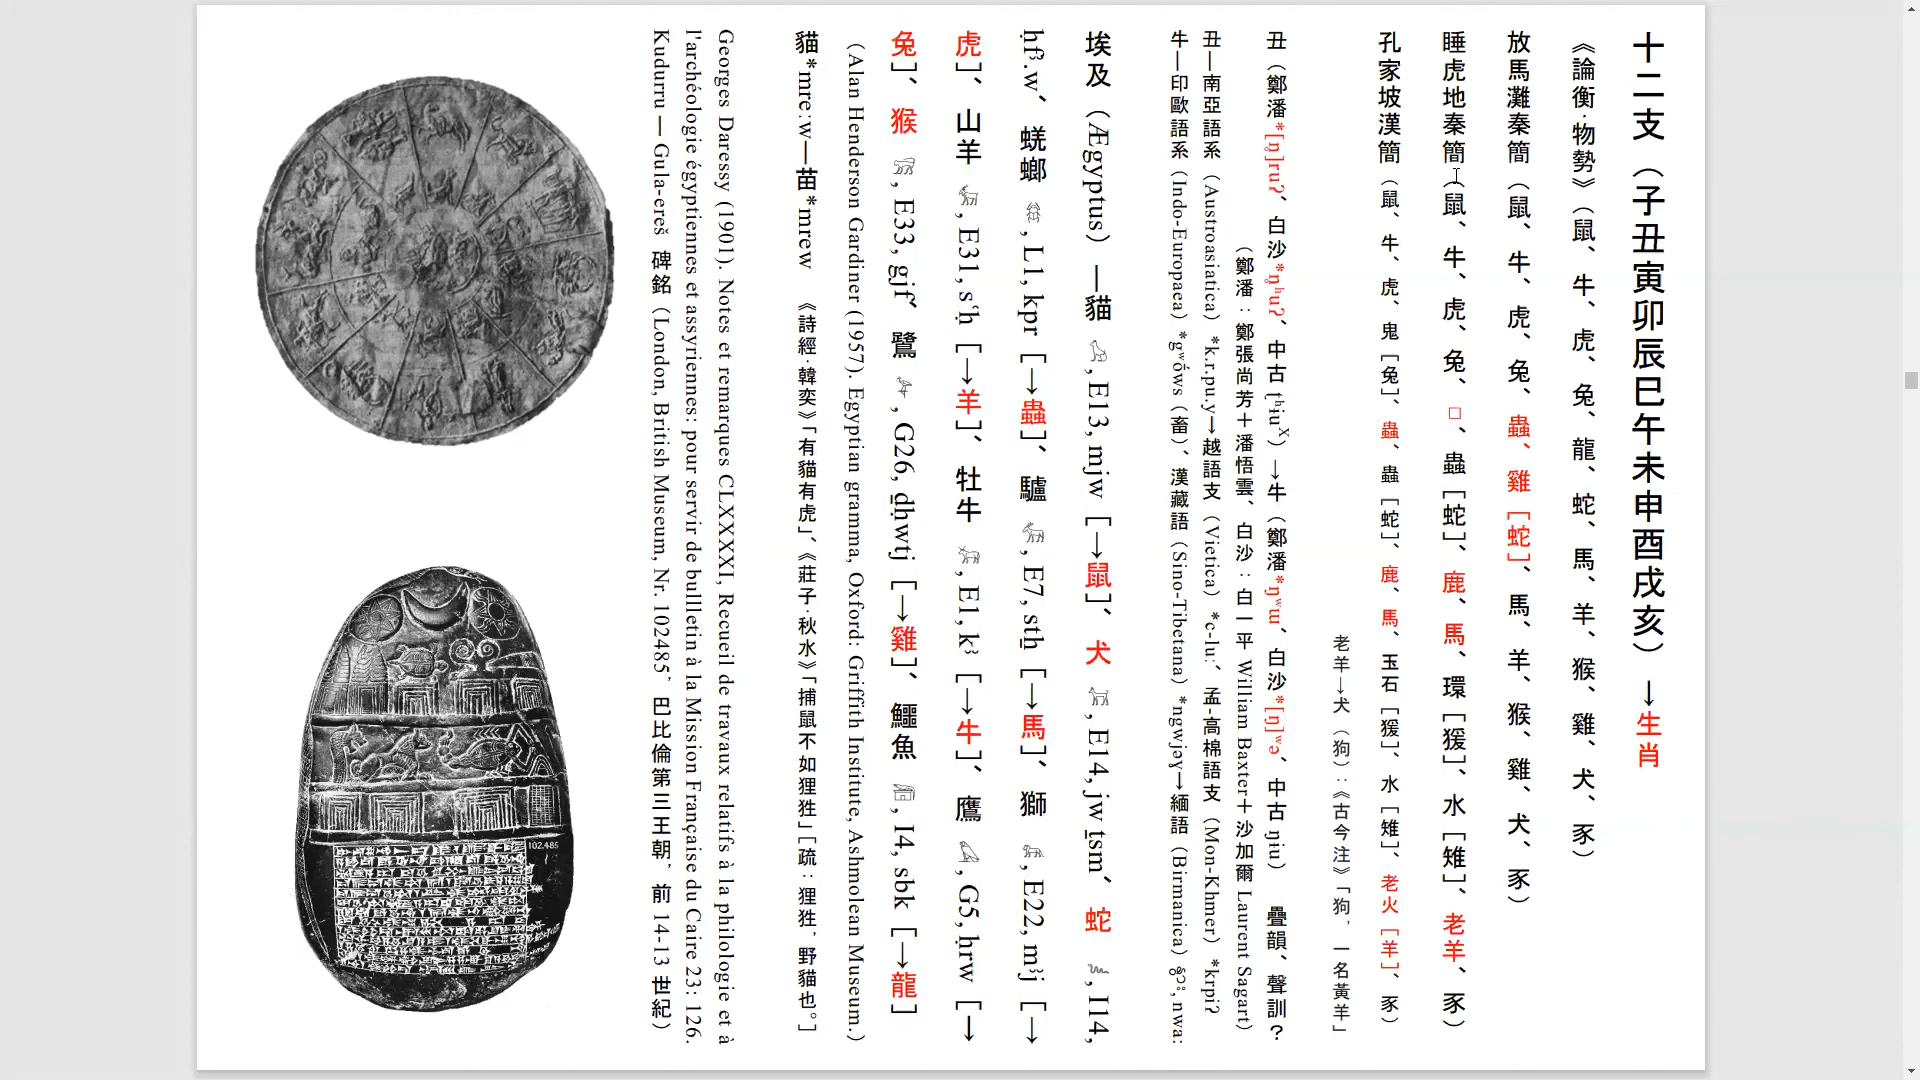 十二支（子丑寅卯辰巳午未申酉戌亥）→生肖
《論衡·物勢》（鼠、牛、虎、兔、龍、蛇、馬、羊、猴、雞、犬、豕）
放馬灘秦簡（鼠、牛、虎、兔、蟲、雞［蛇］、馬、羊、猴、雞、犬、豕）
睡虎地秦簡（鼠、牛、虎、兔、□、蟲［蛇］、鹿、馬、環［猨］、水［雉］、老羊、豕）
孔家坡漢簡（鼠、牛、虎、鬼［兔］、蟲、蟲［蛇］、鹿、馬、玉石［猨］、水［雉］、老火［羊］、豕）
老羊→犬（狗）：《古今注》「狗，一名黃羊」
丑（鄭潘*[n̥]ruʔ、白沙*n̥ʰuʔ、中古 ʈʰiuX）→牛（鄭潘*ŋʷɯ、白沙*[ŋ]ʷə、中古 ŋiu） 疊韻、聲訓？
（鄭潘：鄭張尚芳＋潘悟雲、白沙：白一平 William Baxter＋沙加爾 Laurent Sagart）
丑—南亞語系（Austroasiatica）*k.r.pu.y→越語支（Vietica）*c-luː、孟-高棉語支（Mon-Khmer）*krpiʔ
牛—印歐語系（Indo-Europaea）*gʷṓws（畜）、漢藏語（Sino-Tibetana）*ngwjəγ→緬語（Birmanica）နွား, nwa:
埃及（Ægyptus）—貓 𓃠, E13, mjw［→鼠］、犬 𓃡, E14, jw ṯsm、蛇 𓆙, I14,
ḥfꜣ.w、蜣螂 𓆣, L1, kpr［→蟲］、驢 𓃘, E7, stẖ［→馬］、獅 𓃬, E22, mꜣj［→
虎］、山羊 𓃶, E31, sꜥḥ［→羊］、牡牛 𓃒, E1, kꜣ［→牛］、鷹 𓅃, G5, ḥrw［→
兔］、猴 𓃸, E33, gjf、鷺 𓅝, G26, ḏḥwtj［→雞］、鱷魚 𓆋, I4, sbk［→龍］
（Alan Henderson Gardiner (1957). Egyptian gramma, Oxford: Griffith Institute, Ashmolean Museum.）
貓*mreːw—苗*mrew 《詩經·韓奕》「有貓有虎」、《莊子·秋水》「捕鼠不如狸狌」［疏：狸狌，野貓也。］
Georges Daressy (1901). Notes et remarques CLXXXXI, Recueil de travaux relatifs à la philologie et à
l'archéologie égyptiennes et assyriennes: pour servir de bullletin à la Mission Française du Caire 23: 126.
Kudurru — Gula-ereš 碑銘（London, British Museum, Nr. 102485，巴比倫第三王朝，前 14-13 世紀）
102.485